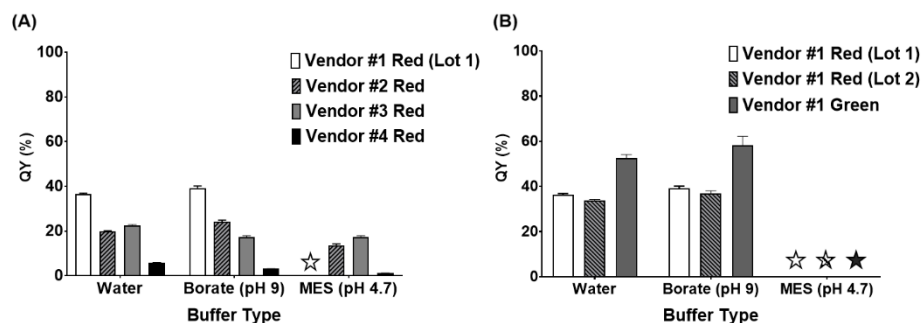 (A)
100
80
60
40
20
0
QY (%)
Vendor #1 Red (Lot 1)
Vendor #2 Red
Vendor #3 Red
Vendor #4 Red
Water
Borate (pH 9)
MES (pH 4.7)
Buffer Type
(B)
100
80
60
40
20
0
QY (%)
Vendor #1 Red (Lot 1)
Vendor #1 Red (Lot 2)
Vendor #1 Green
Water
Borate (pH 9)
MES (pH 4.7)
Buffer Type